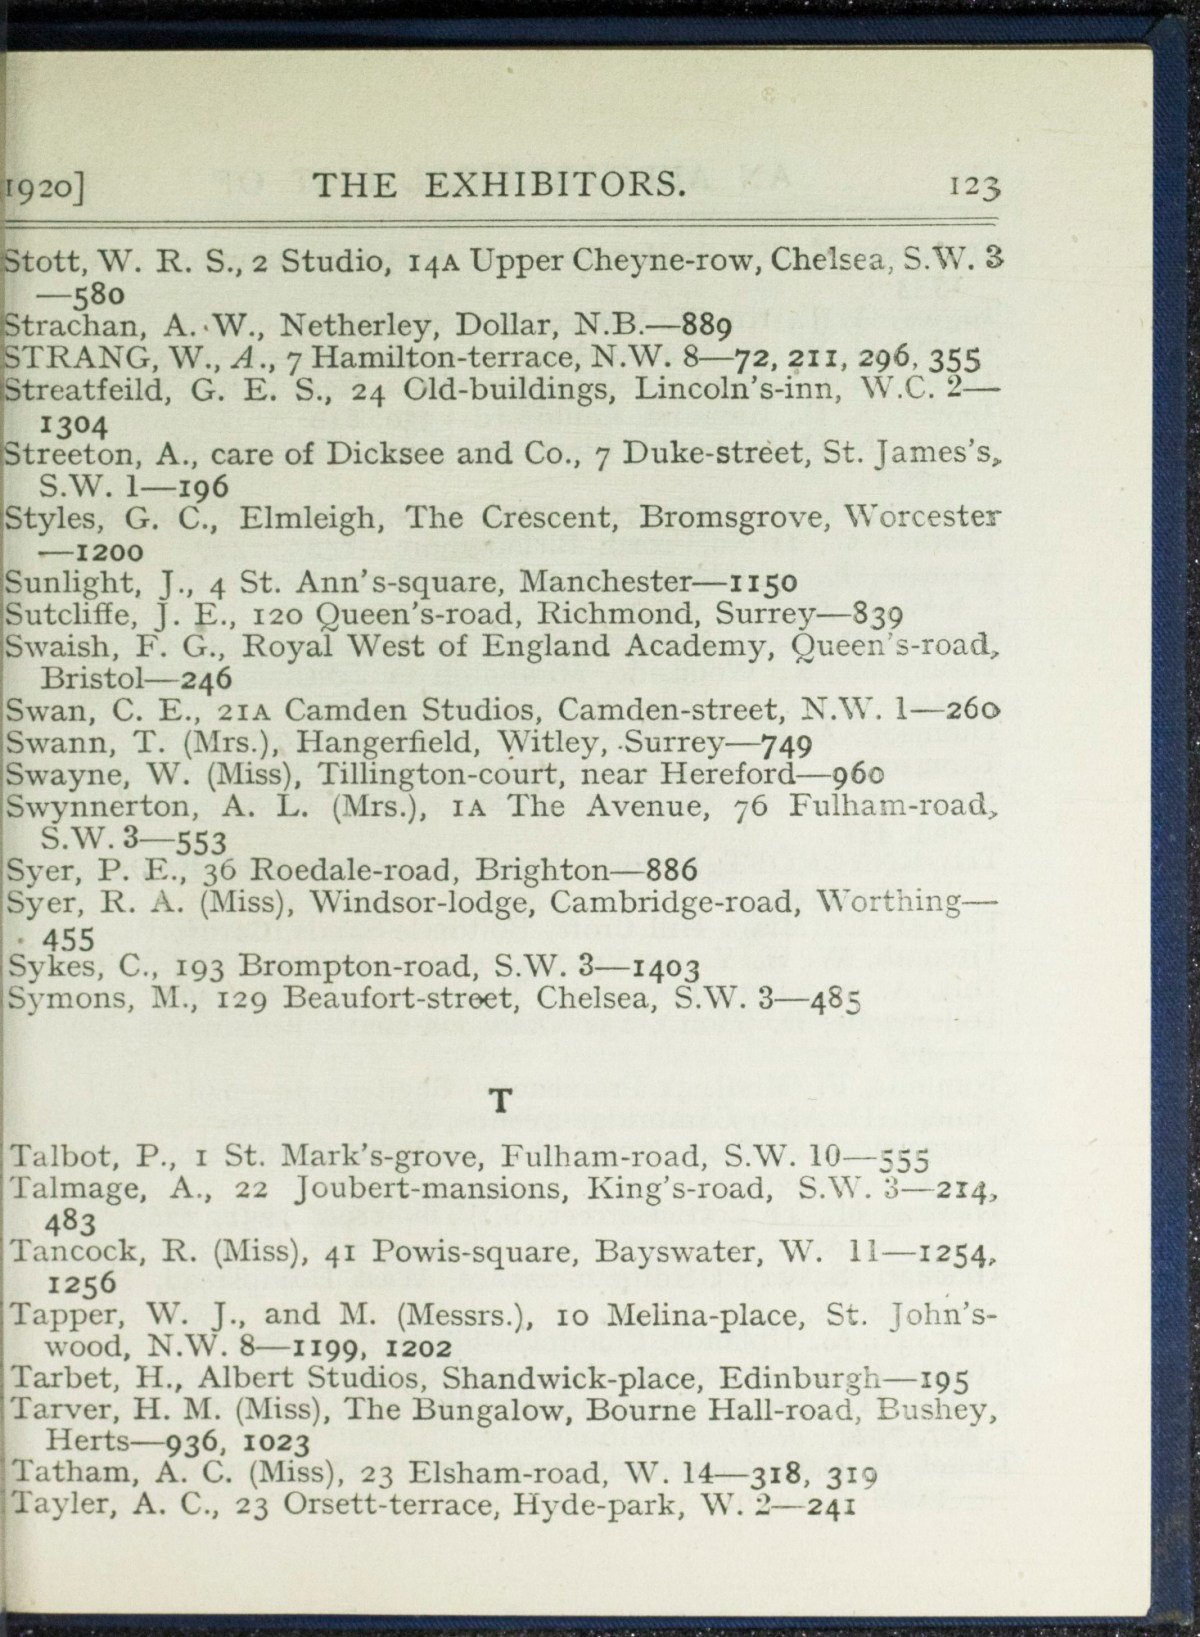 1920] THE EXHIBITORS. 123
Stott, W. R. S., 2 Studio, 14A Upper Cheyne-row, Chelsea, S.W. 3
—580
Strachan, A. W., Netherley, Dollar, N.B.—889
STRANG, W., A., 7 Hamilton-terrace, N.W. 8—72, 211, 296, 355
Streatfeild, G. E. S., 24 Old-buildings, Lincoln's-inn, W.C. 2—
1304
Streeton, A., care of Dicksee and Co., 7 Duke-street, St. James's,
S.W. 1—196
Styles, G. C., Elmleigh, The Crescent, Bromsgrove, Worcester
—1200
Sunlight, J., 4 St. Ann's-square, Manchester—1150
Sutcliffe, J. E., 120 Queen's-road, Richmond, Surrey—839
Swaish, F. G., Royal West of England Academy, Queen's-road,
Bristol—246
Swan, C. E., 21A Camden Studios, Camden-street, N.W. 1—260
Swann, T. (Mrs.), Hangerfield, Witley, Surrey—749
Swayne, W. (Miss), Tillington-court, near Hereford—960
Swynnerton, A. L. (Mrs.), 1A The Avenue, 76 Fulham-road,
S.W. 3—553
Syer, P. E., 36 Roedale-road, Brighton—886
Syer, R. A. (Miss), Windsor-lodge, Cambridge-road, Worthing—
455
Sykes, C., 193 Brompton-road, S.W. 3—1403
Symons, M., 129 Beaufort-street, Chelsea, S.W. 3—485
T
Talbot, P., 1 St. Mark's-grove, Fulham-road, S.W. 10—555
Talmage, A., 22 Joubert-mansions, King's-road, S.W. 3—214,
483
Tancock, R. (Miss), 41 Powis-square, Bayswater, W. 11—1254,
1256
Tapper, W. J., and M. (Messrs.), 10 Melina-place, St. John's-
wood, N.W. 8—1199, 1202
Tarbet, H., Albert Studios, Shandwick-place, Edinburgh—195
Tarver, H. M. (Miss), The Bungalow, Bourne Hall-road, Bushey,
Herts—936, 1023
Tatham, A. C. (Miss), 23 Elsham-road, W. 14—318, 319
Tayler, A. C., 23 Orsett-terrace, Hyde-park, W. 2—241